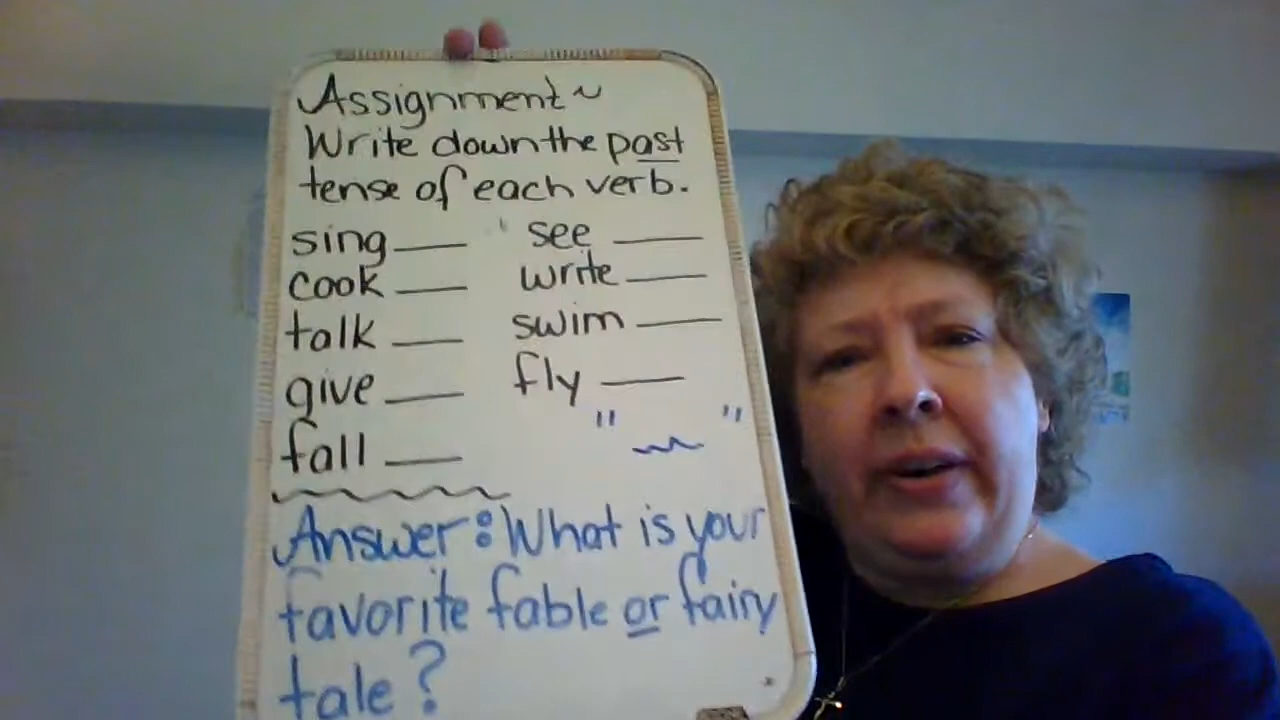 Assignment ~
Write down the past
tense of each verb.
sing ___ see ___
cook ___ write ___
talk ___ swim ___
give ___ fly ___
fall ___ " ~ "
Answer: What is your
favorite fable or fairy
tale?